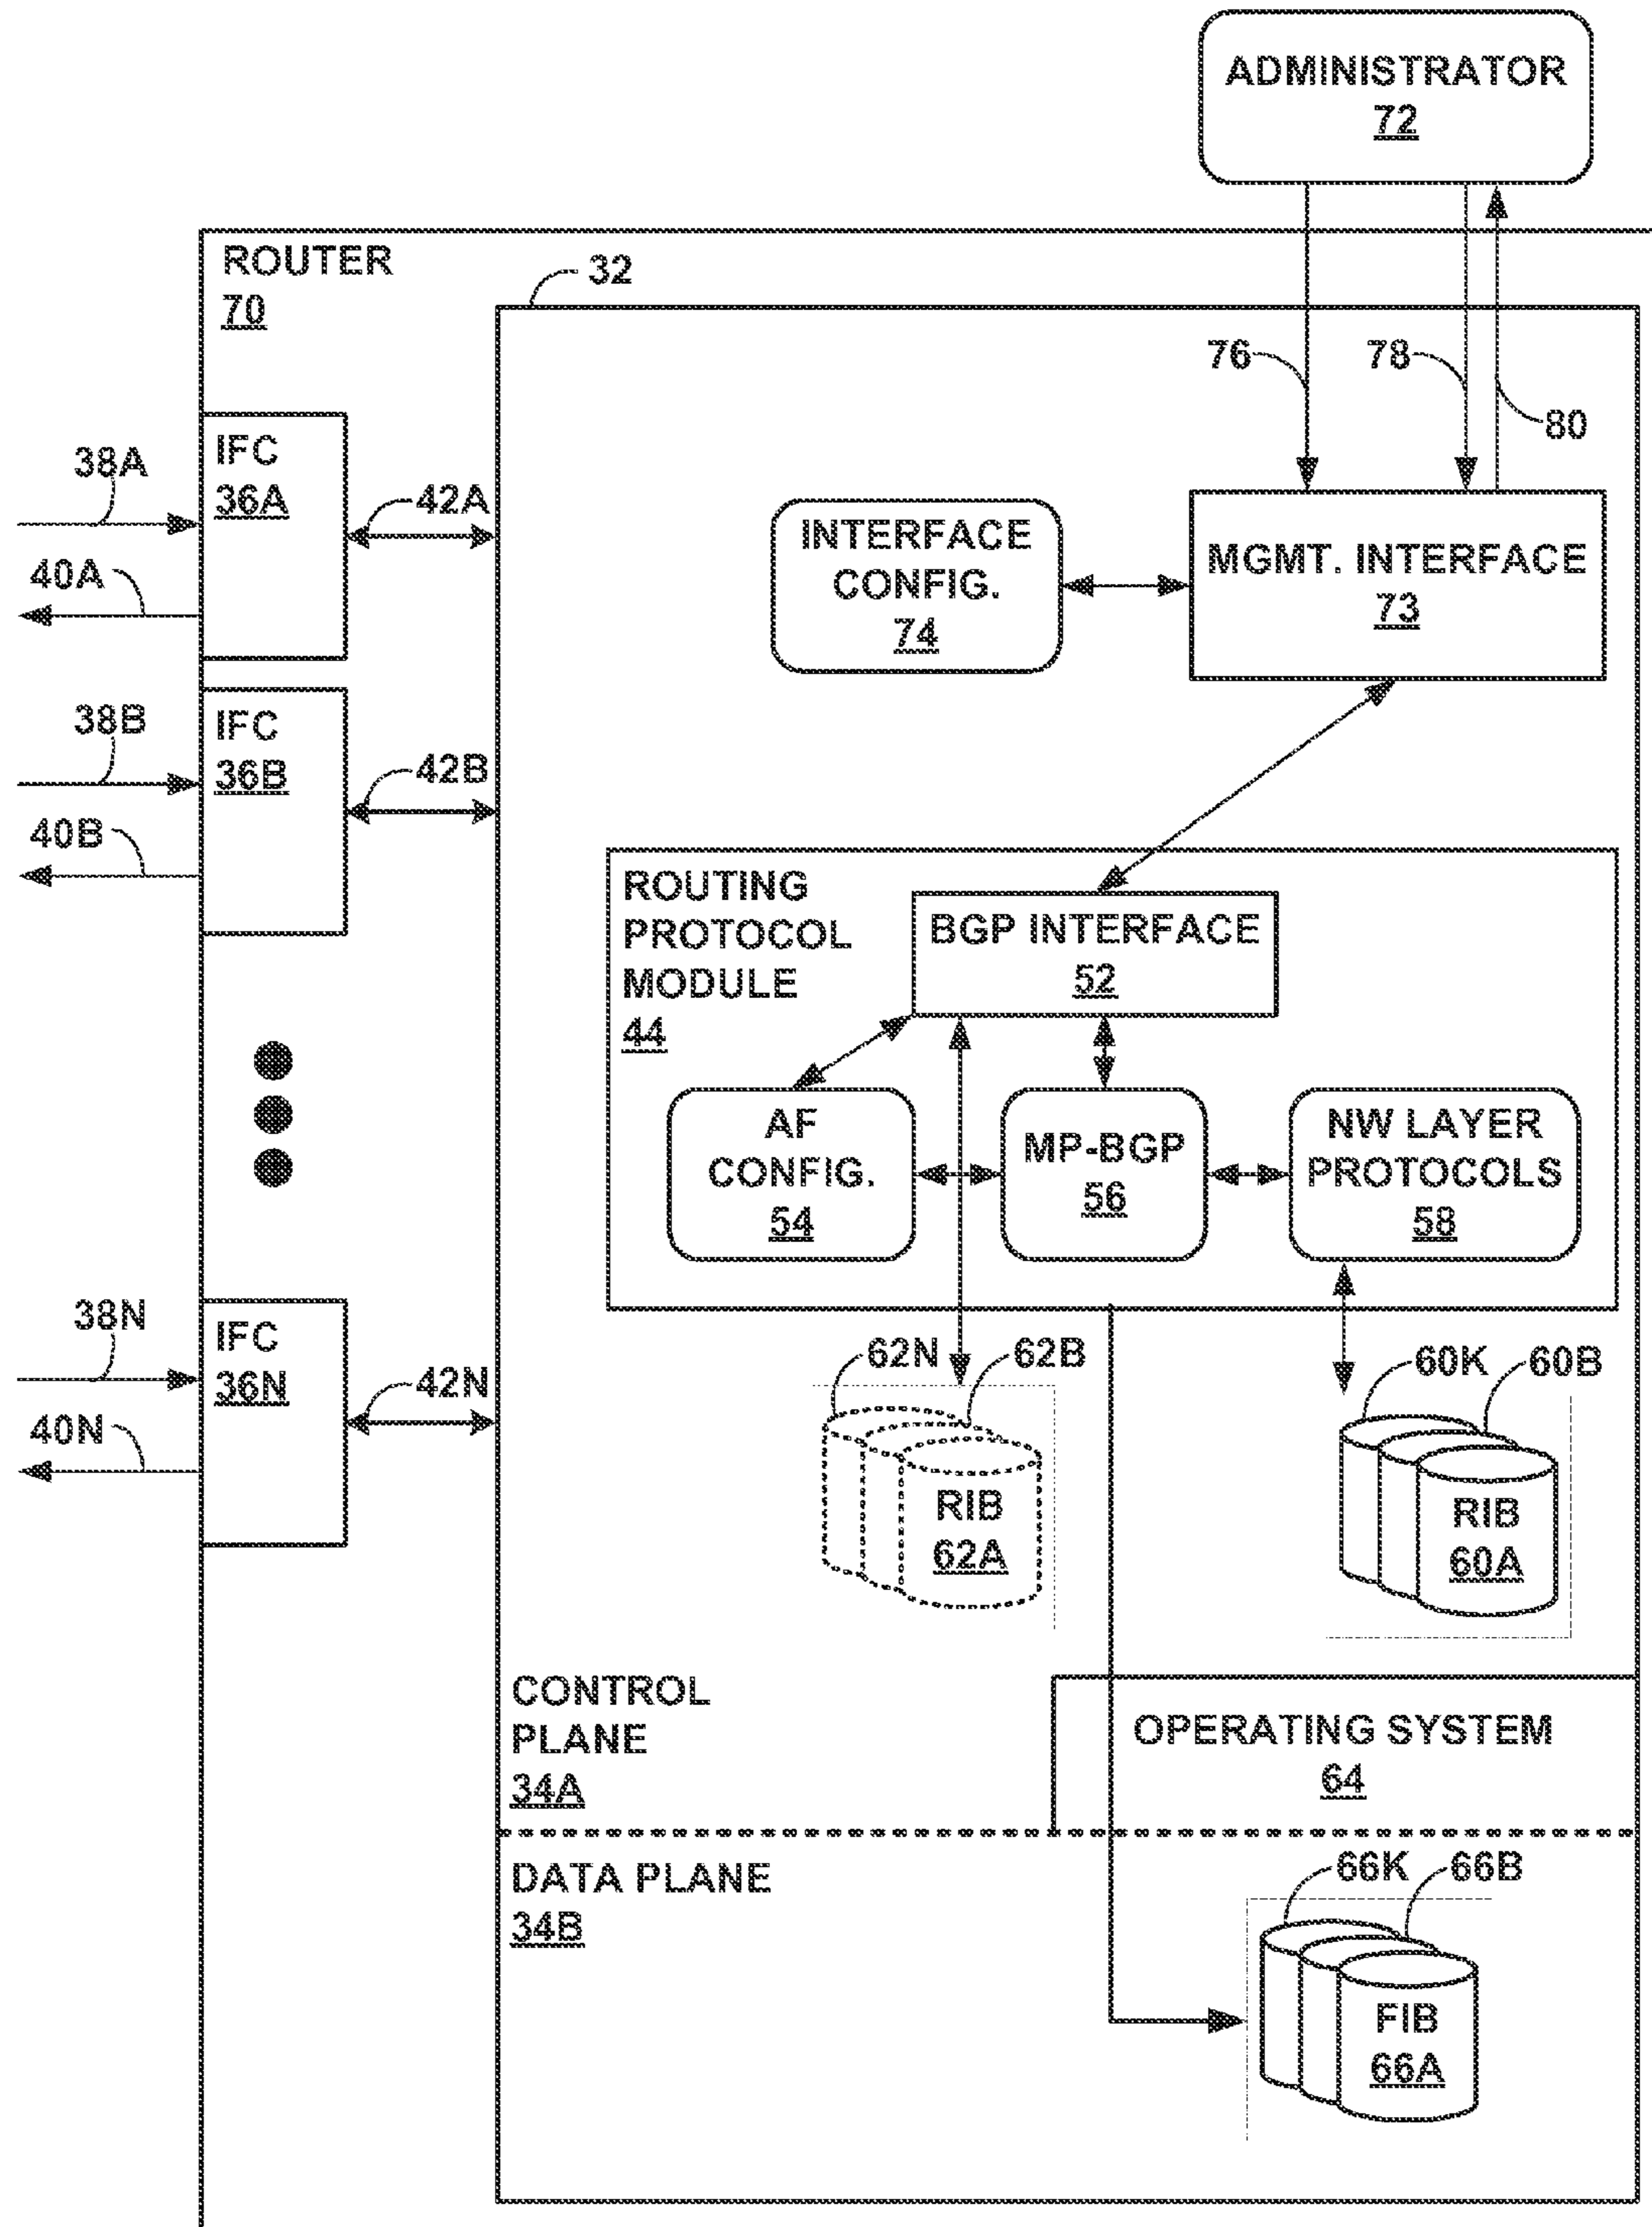 ADMINISTRATOR
72
ROUTER
70
32
76
78
80
IFC
36A
38A
40A
42A
INTERFACE
CONFIG.
74
MGMT. INTERFACE
73
IFC
36B
38B
40B
42B
ROUTING
PROTOCOL
MODULE
44
BGP INTERFACE
52
AF
CONFIG.
54
MP-BGP
56
NW LAYER
PROTOCOLS
58
IFC
36N
38N
40N
42N
62N
62B
RIB
62A
60K
60B
RIB
60A
CONTROL
PLANE
34A
OPERATING SYSTEM
64
DATA PLANE
34B
66K
66B
FIB
66A